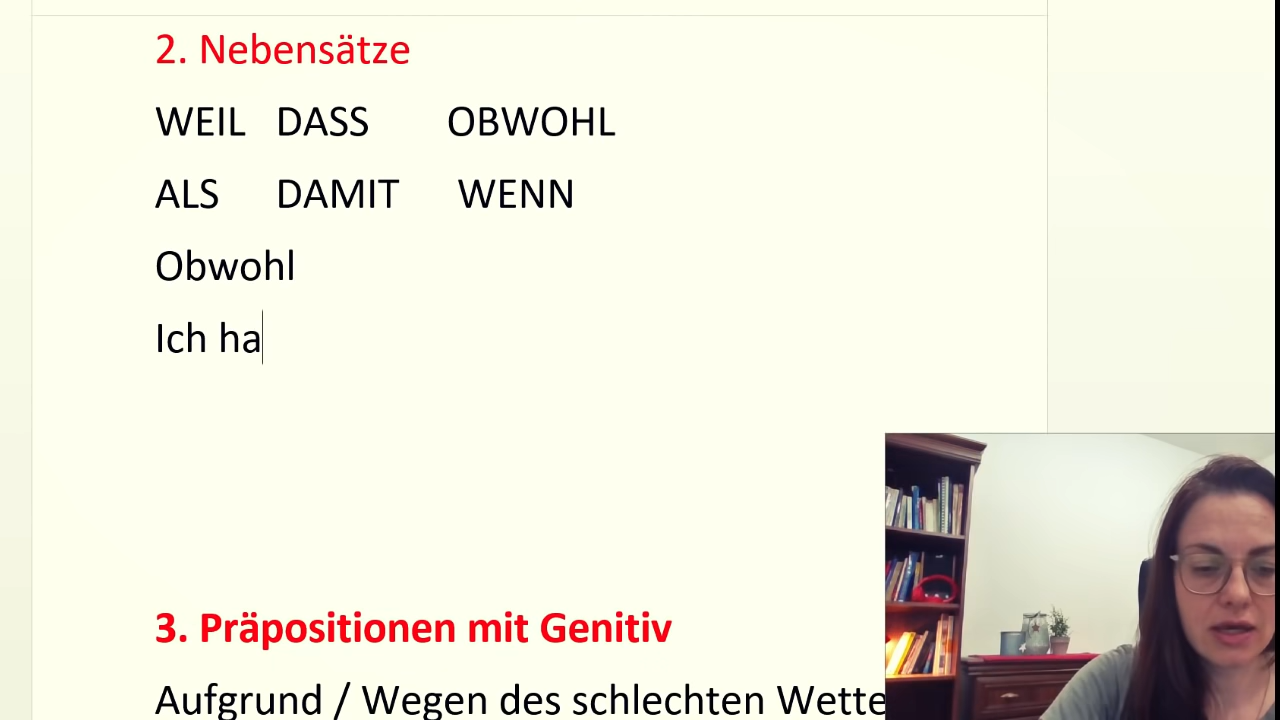 2. Nebensätze
WEIL DASS OBWOHL
ALS DAMIT WENN
Obwohl
Ich ha
3. Präpositionen mit Genitiv
Aufgrund / Wegen des schlechten Wette